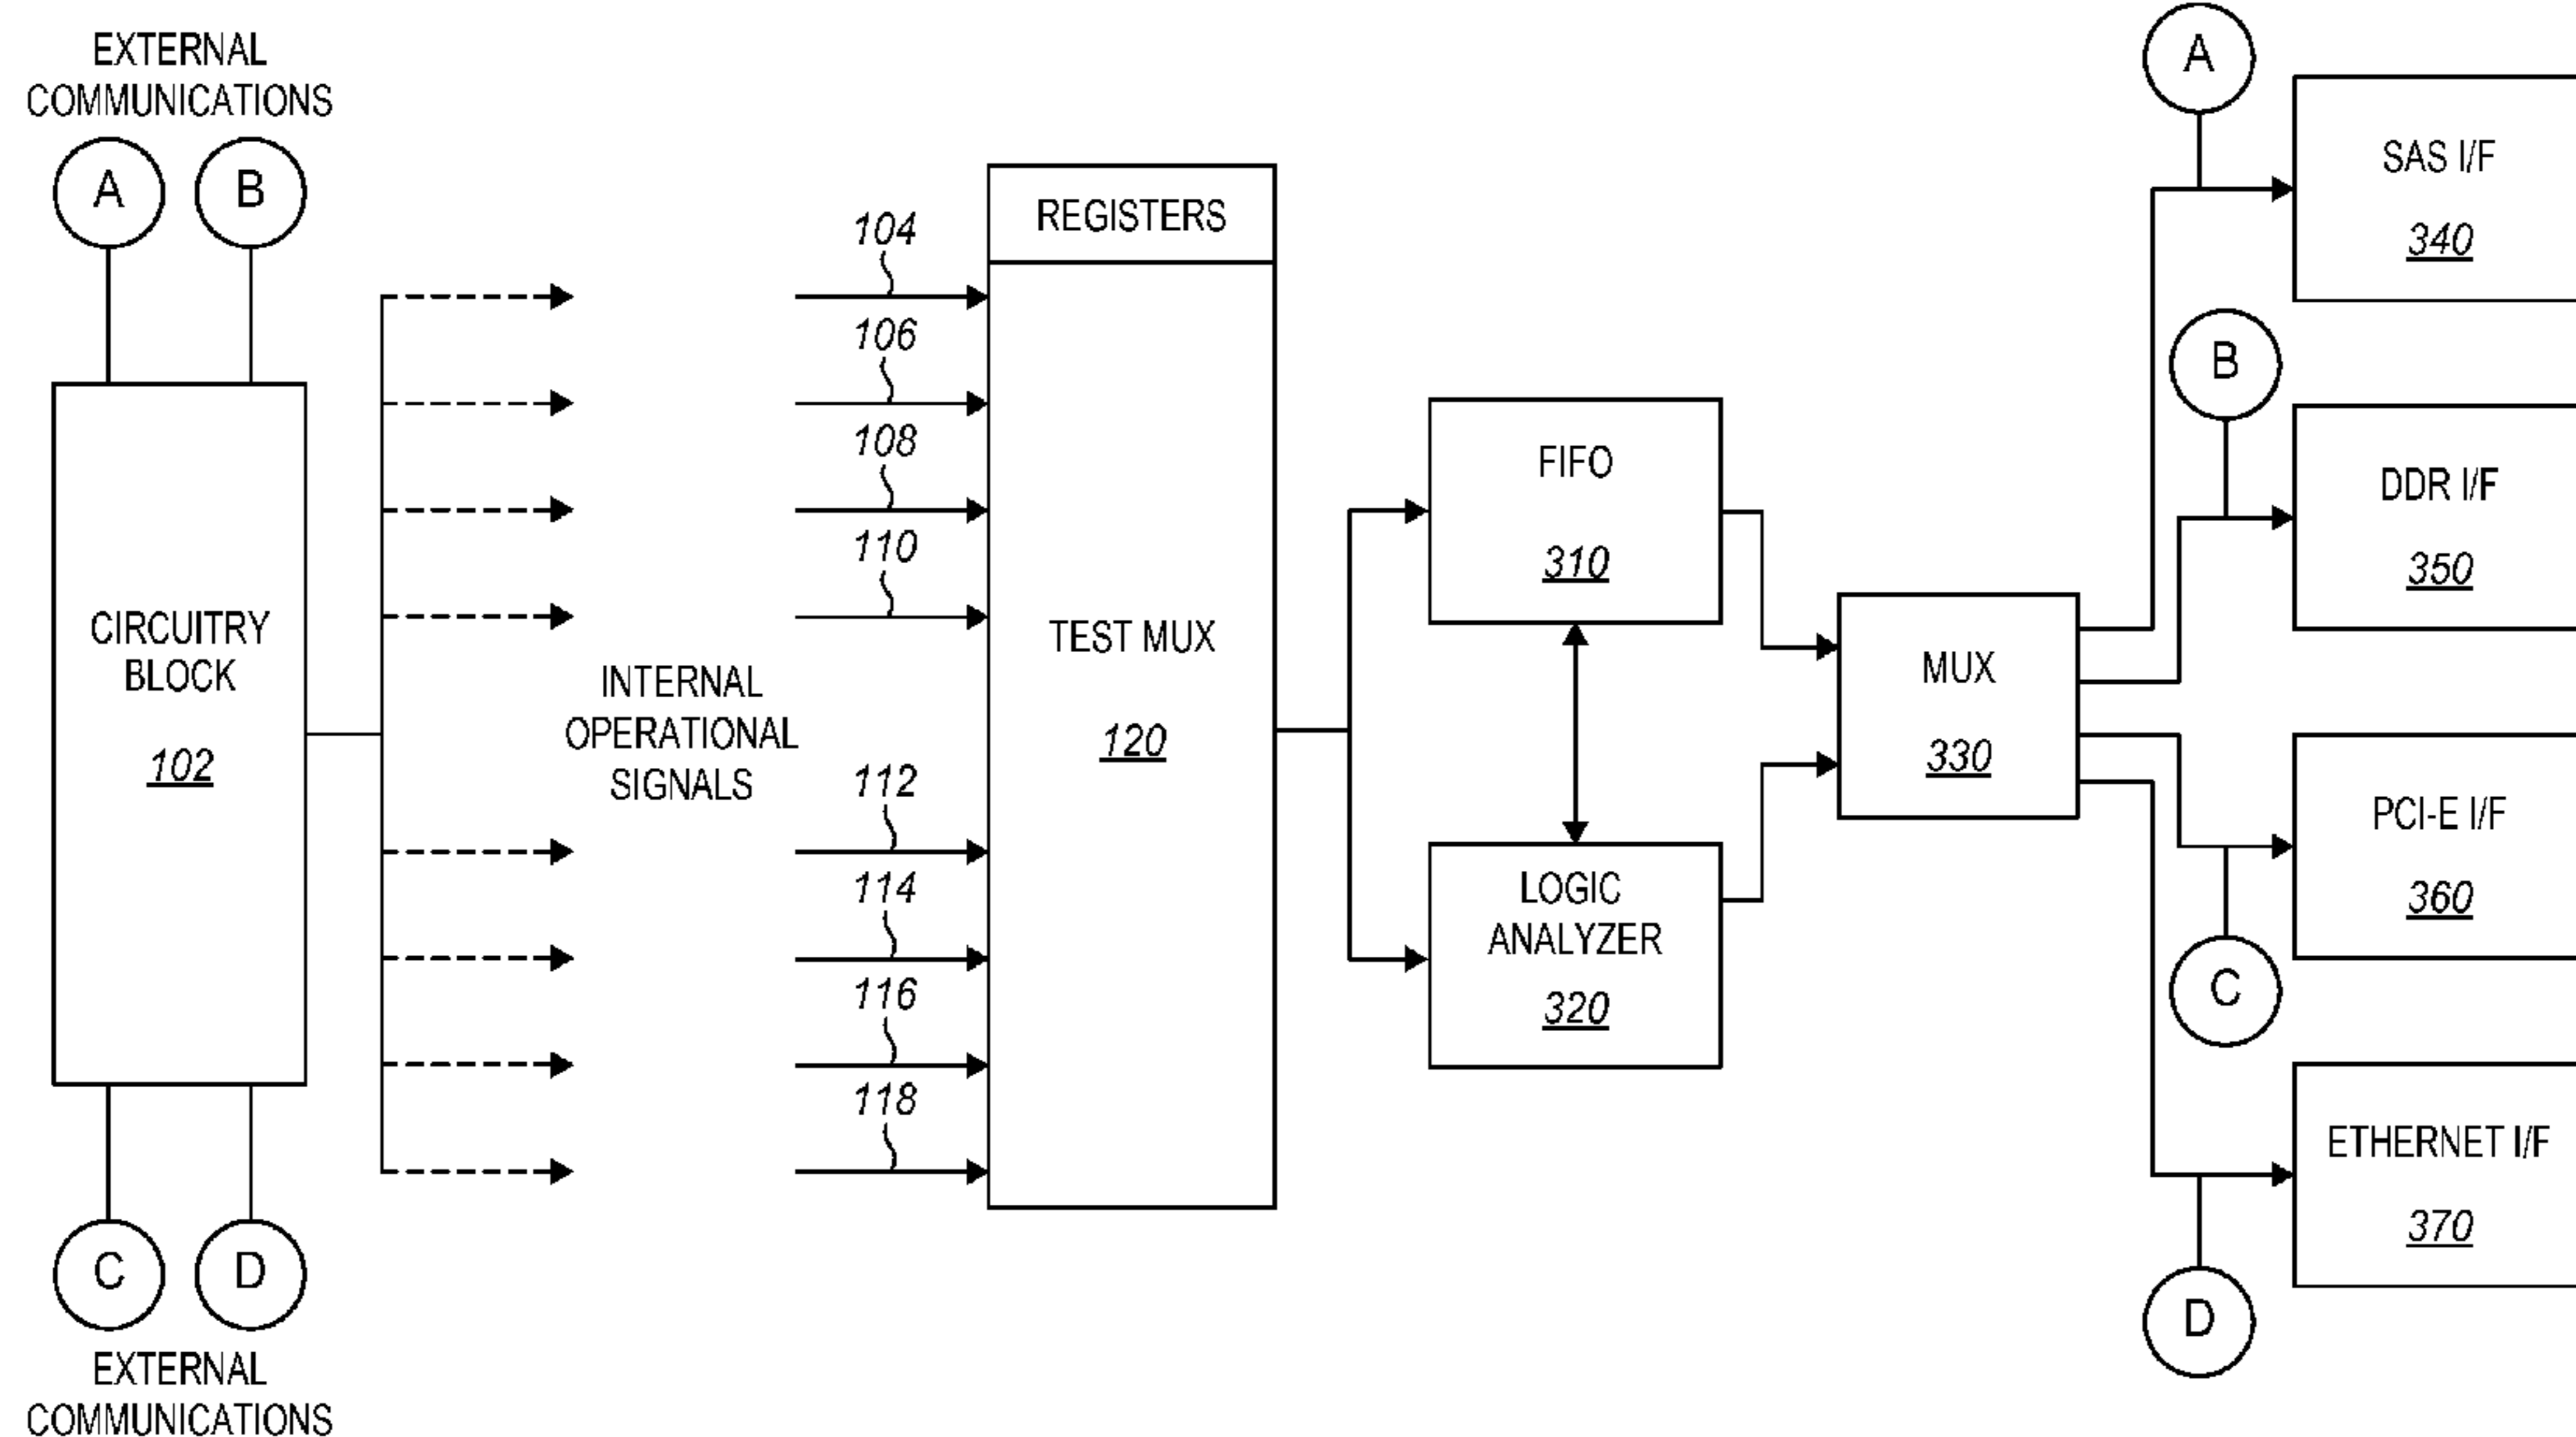 EXTERNAL
COMMUNICATIONS
A
B
CIRCUITRY
BLOCK
102
C
D
EXTERNAL
COMMUNICATIONS
INTERNAL
OPERATIONAL
SIGNALS
104
106
108
110
112
114
116
118
REGISTERS
TEST MUX
120
FIFO
310
LOGIC
ANALYZER
320
MUX
330
A
SAS I/F
340
B
DDR I/F
350
PCI-E I/F
360
C
ETHERNET I/F
370
D